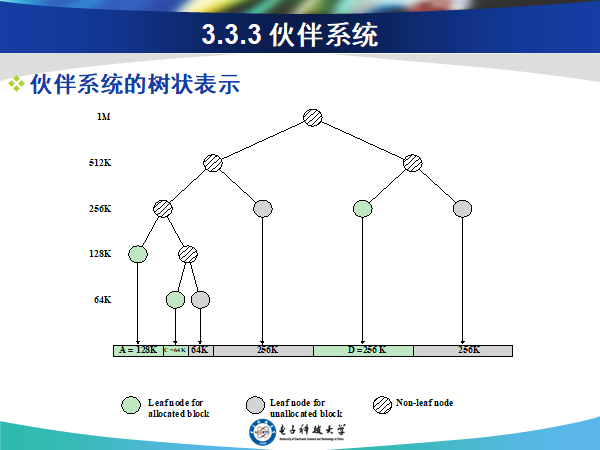 3.3.3 伙伴系统
伙伴系统的树状表示
1M
512K
256K
128K
64K
A = 128K
C =64 K
64K
256K
D =256 K
256K
Leaf node for
allocated block
Leaf node for
unallocated block
Non-leaf node
电子科技大学
University of Electronic Science and Technology of China